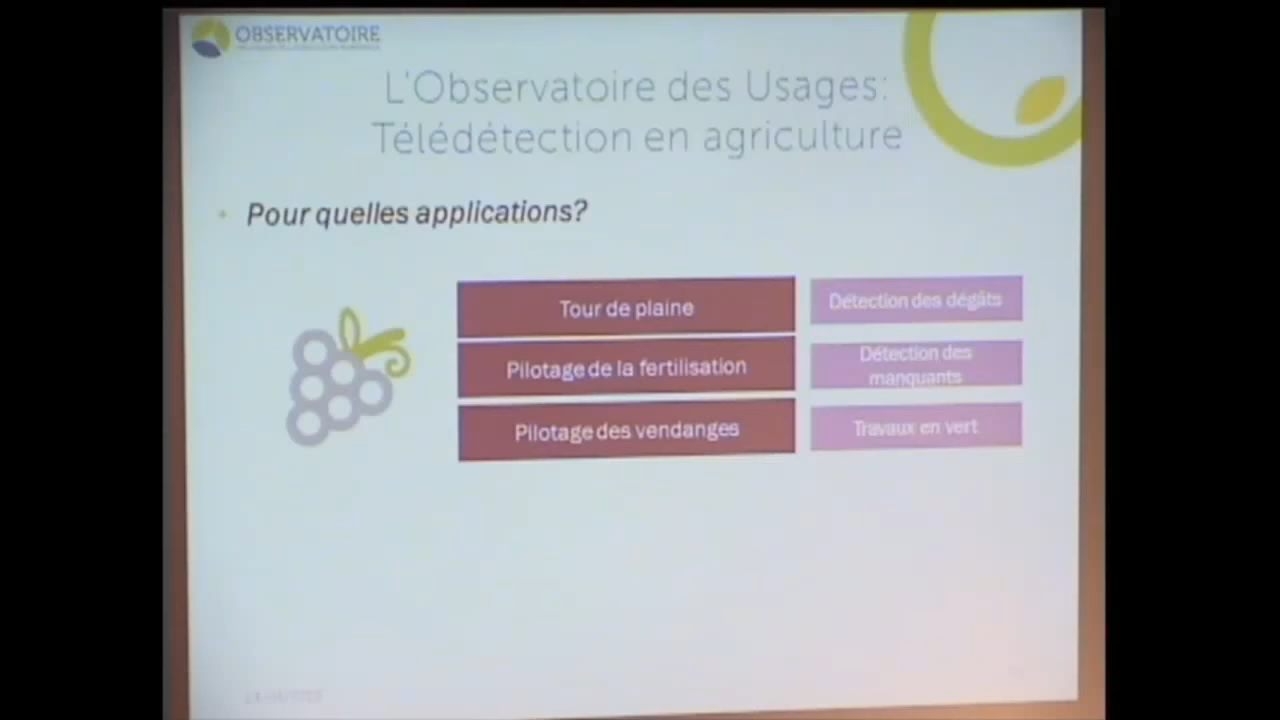 OBSERVATOIRE
L'Observatoire des Usages:
Télédétection en agriculture
• Pour quelles applications?
Tour de plaine
Détection des dégâts
Pilotage de la fertilisation
Détection des
manquants
Pilotage des vendanges
Travaux en vert